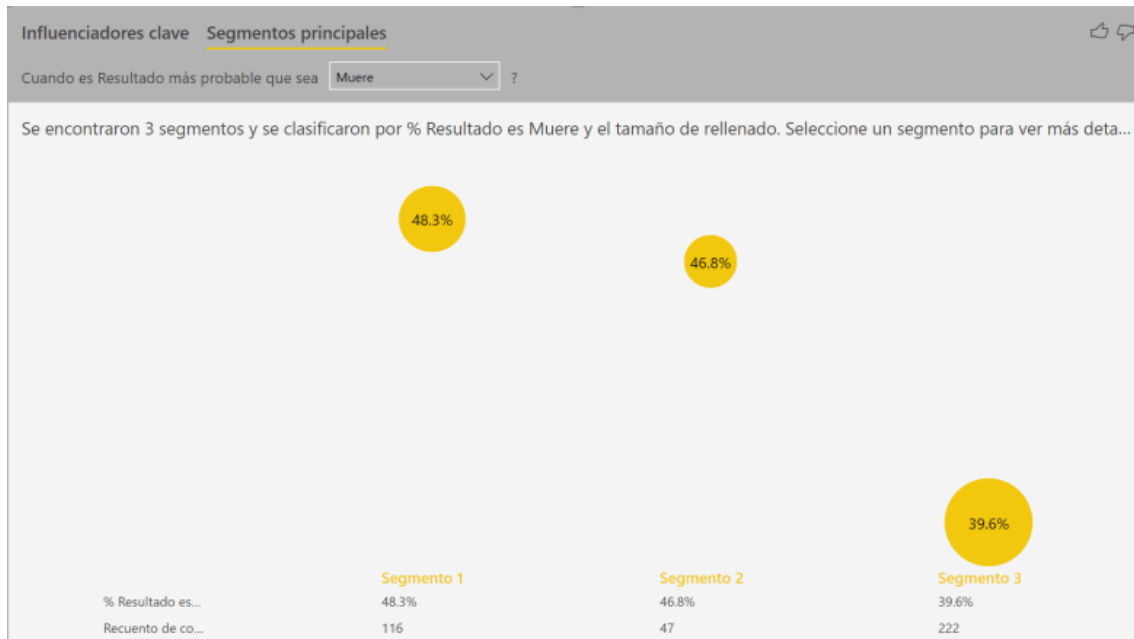 Influenciadores clave Segmentos principales
Cuando es Resultado más probable que sea Muere ?
Se encontraron 3 segmentos y se clasificaron por % Resultado es Muere y el tamaño de rellenado. Seleccione un segmento para ver más deta...
48.3%
46.8%
39.6%
Segmento 1 Segmento 2 Segmento 3
% Resultado es... 48.3% 46.8% 39.6%
Recuento de co... 116 47 222